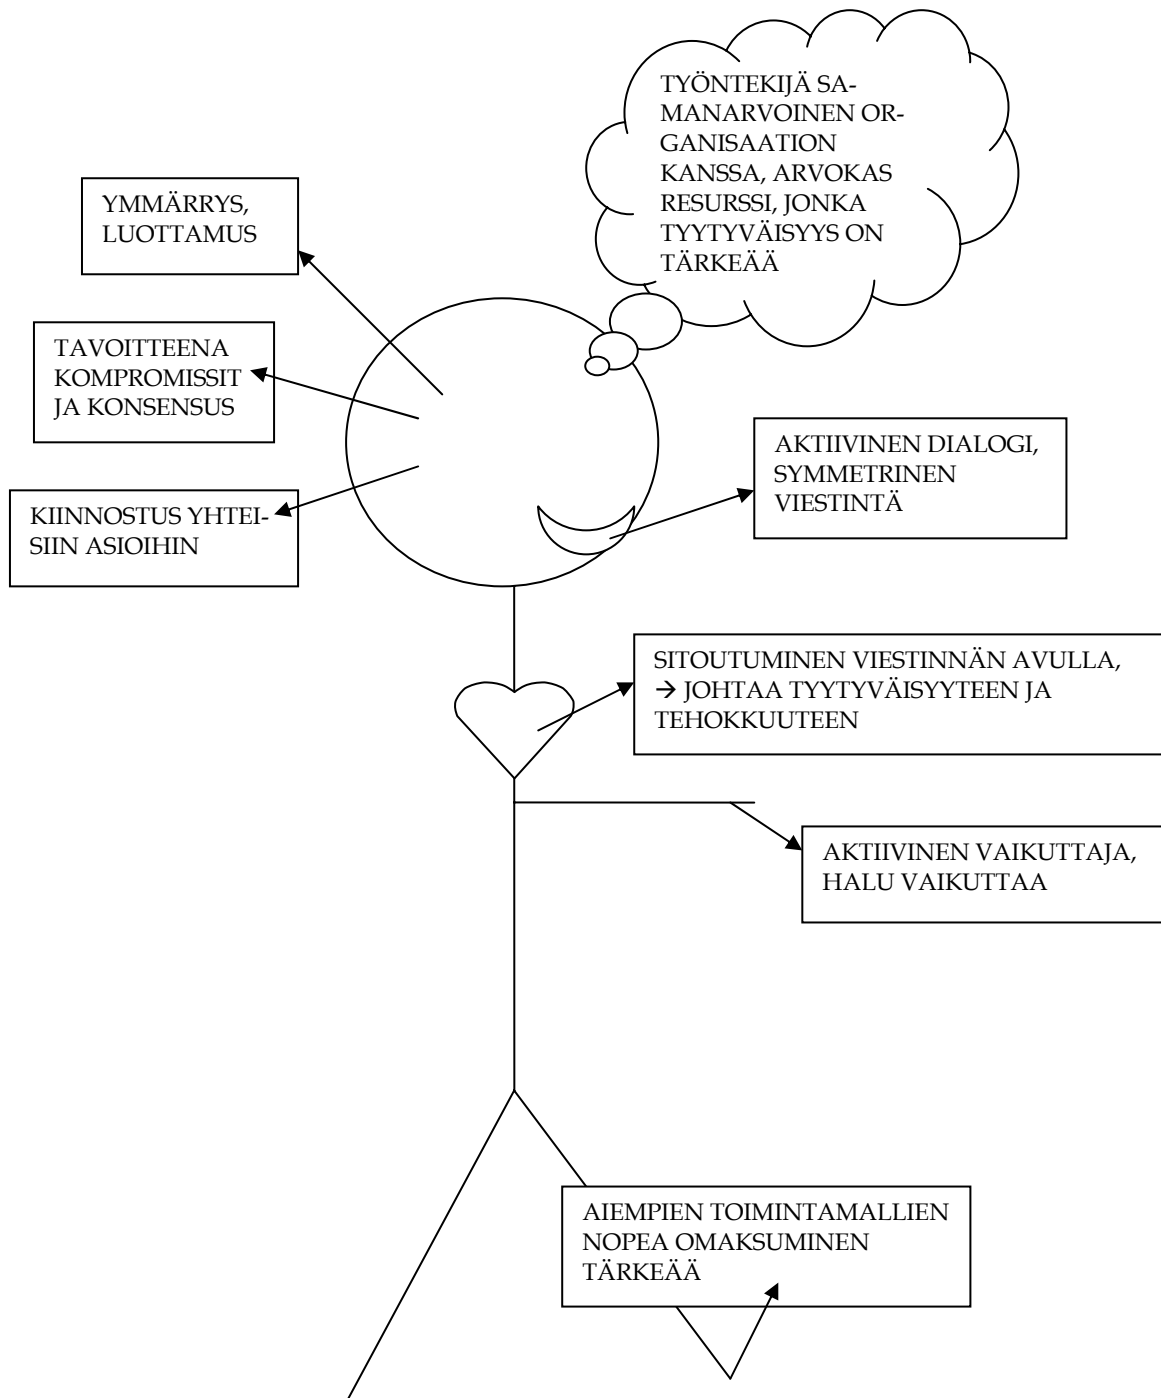 TYÖNTEKIJÄ SA-
MANARVOINEN OR-
GANISAATION
KANSSA, ARVOKAS
RESURSSI, JONKA
TYYTYVÄISYYS ON
TÄRKEÄÄ
YMMÄRRYS,
LUOTTAMUS
TAVOITTEENA
KOMPROMISSIT
JA KONSENSUS
KIINNOSTUS YHTEI-
SIIN ASIOIHIN
AKTIIVINEN DIALOGI,
SYMMETRINEN
VIESTINTÄ
SITOUTUMINEN VIESTINNÄN AVULLA,
→ JOHTAA TYYTYVÄISYYTEEN JA
TEHOKKUUTEEN
AKTIIVINEN VAIKUTTAJA,
HALU VAIKUTTAA
AIEMPIEN TOIMINTAMALLIEN
NOPEA OMAKSUMINEN
TÄRKEÄÄ